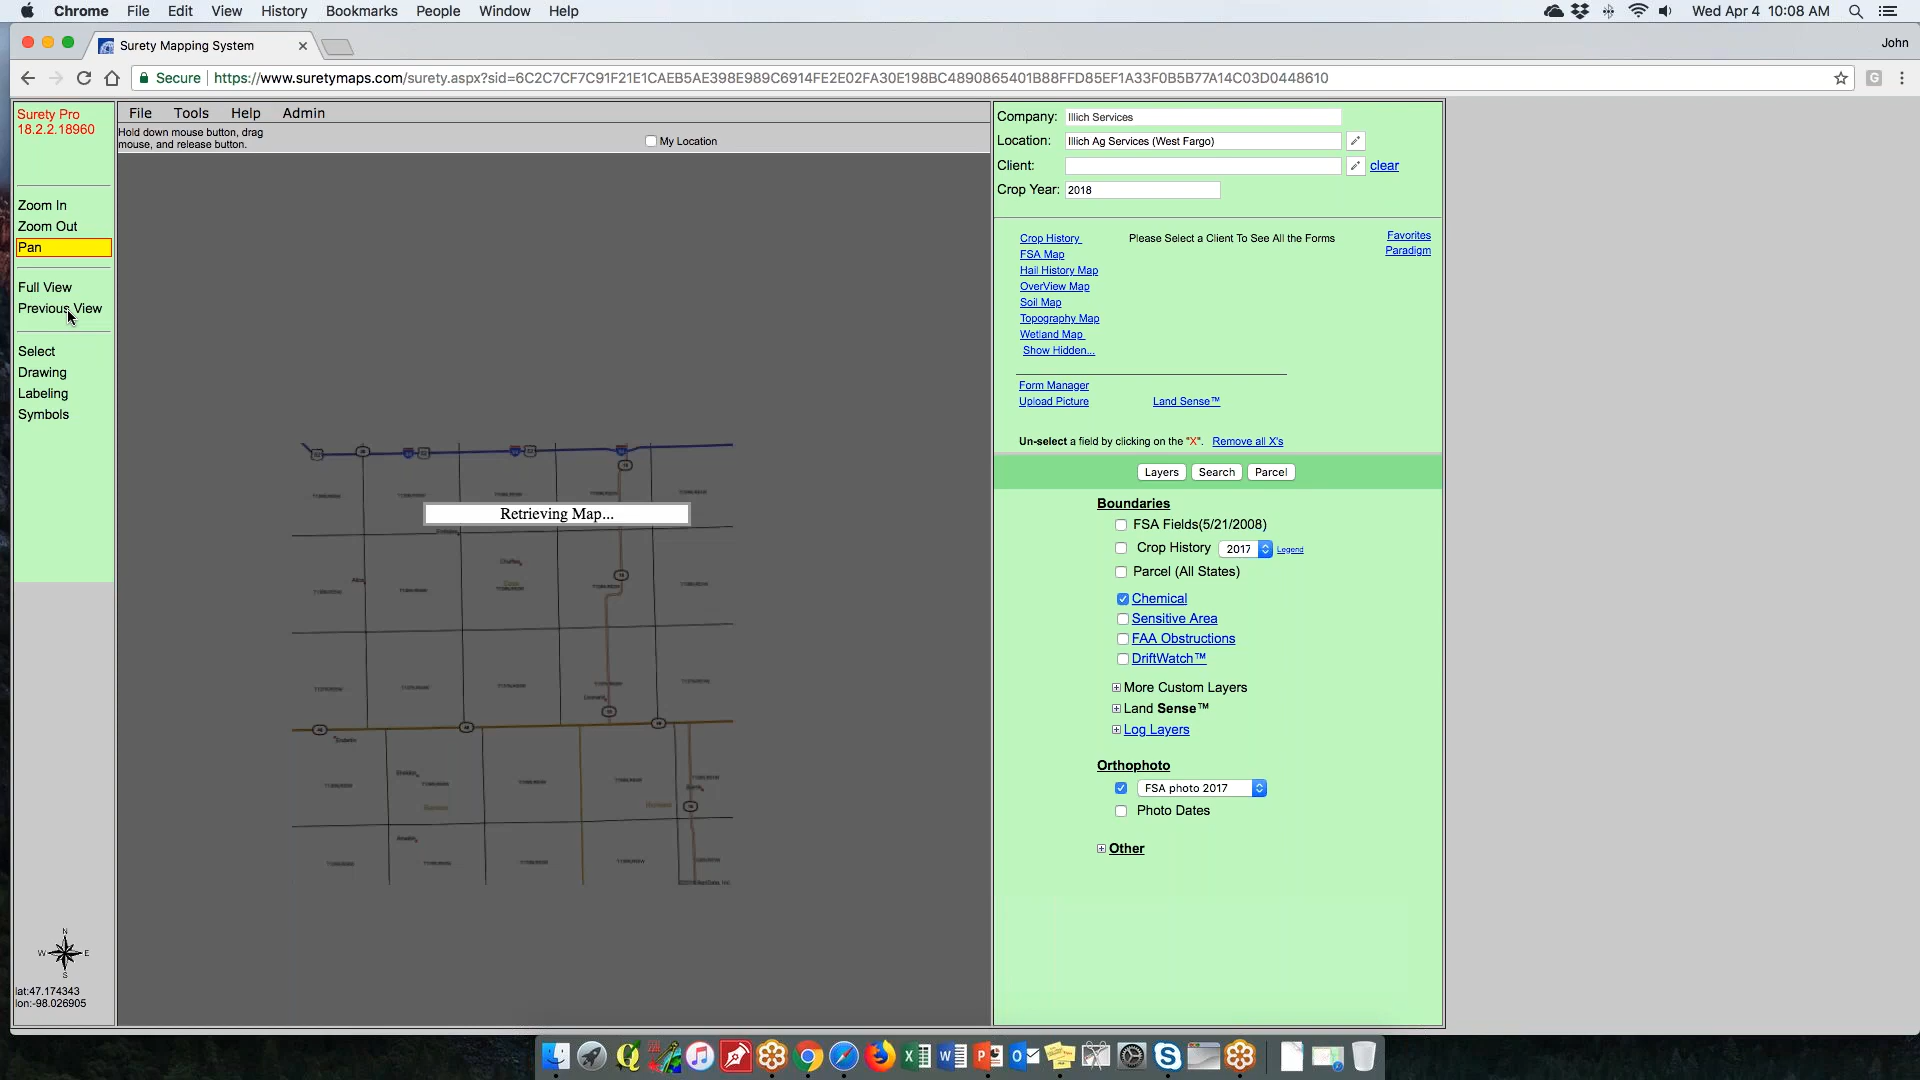 Chrome File Edit View History Bookmarks People Window Help Wed Apr 4 10:08 AM
Surety Mapping System John
Secure https://www.suretymaps.com/surety.aspx?sid=6C2C7CF7C91F21E1CAEB5AE398E989C6914FE2E02FA30E198BC4890865401B88FFD85EF1A33F0B5B77A14C03D0448610
Surety Pro
18.2.2.18960
Zoom In
Zoom Out
Pan
Full View
Previous View
Select
Drawing
Labeling
Symbols
N
W E
S
lat:47.174343
lon:-98.026905
File Tools Help Admin
Hold down mouse button, drag
mouse, and release button.
My Location
Retrieving Map...
Company: Illich Services
Location: Illich Ag Services (West Fargo)
Client: clear
Crop Year: 2018
Crop History Please Select a Client To See All the Forms Favorites
FSA Map Paradigm
Hail History Map
OverView Map
Soil Map
Topography Map
Wetland Map
Show Hidden...
Form Manager
Upload Picture Land Sense™
Un-select a field by clicking on the "X". Remove all X's
Layers Search Parcel
Boundaries
FSA Fields(5/21/2008)
Crop History 2017 Legend
Parcel (All States)
Chemical
Sensitive Area
FAA Obstructions
DriftWatch™
More Custom Layers
Land Sense™
Log Layers
Orthophoto
FSA photo 2017
Photo Dates
Other